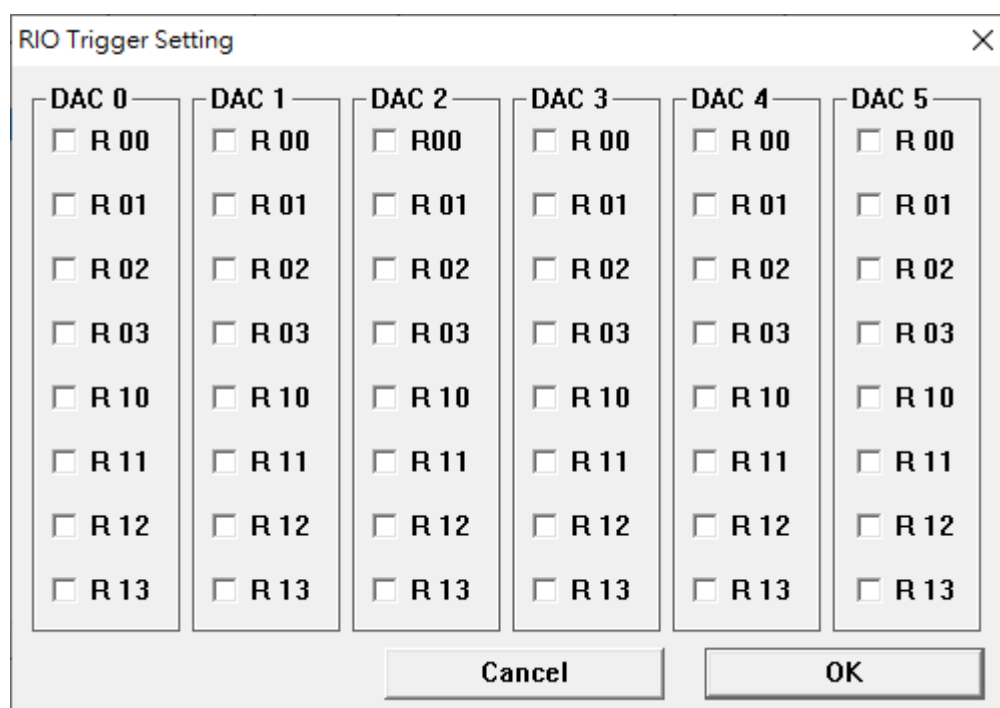 RIO Trigger Setting
DAC 0 DAC 1 DAC 2 DAC 3 DAC 4 DAC 5
R 00 R 00 R00 R 00 R 00 R 00
R 01 R 01 R 01 R 01 R 01 R 01
R 02 R 02 R 02 R 02 R 02 R 02
R 03 R 03 R 03 R 03 R 03 R 03
R 10 R 10 R 10 R 10 R 10 R 10
R 11 R 11 R 11 R 11 R 11 R 11
R 12 R 12 R 12 R 12 R 12 R 12
R 13 R 13 R 13 R 13 R 13 R 13
Cancel OK